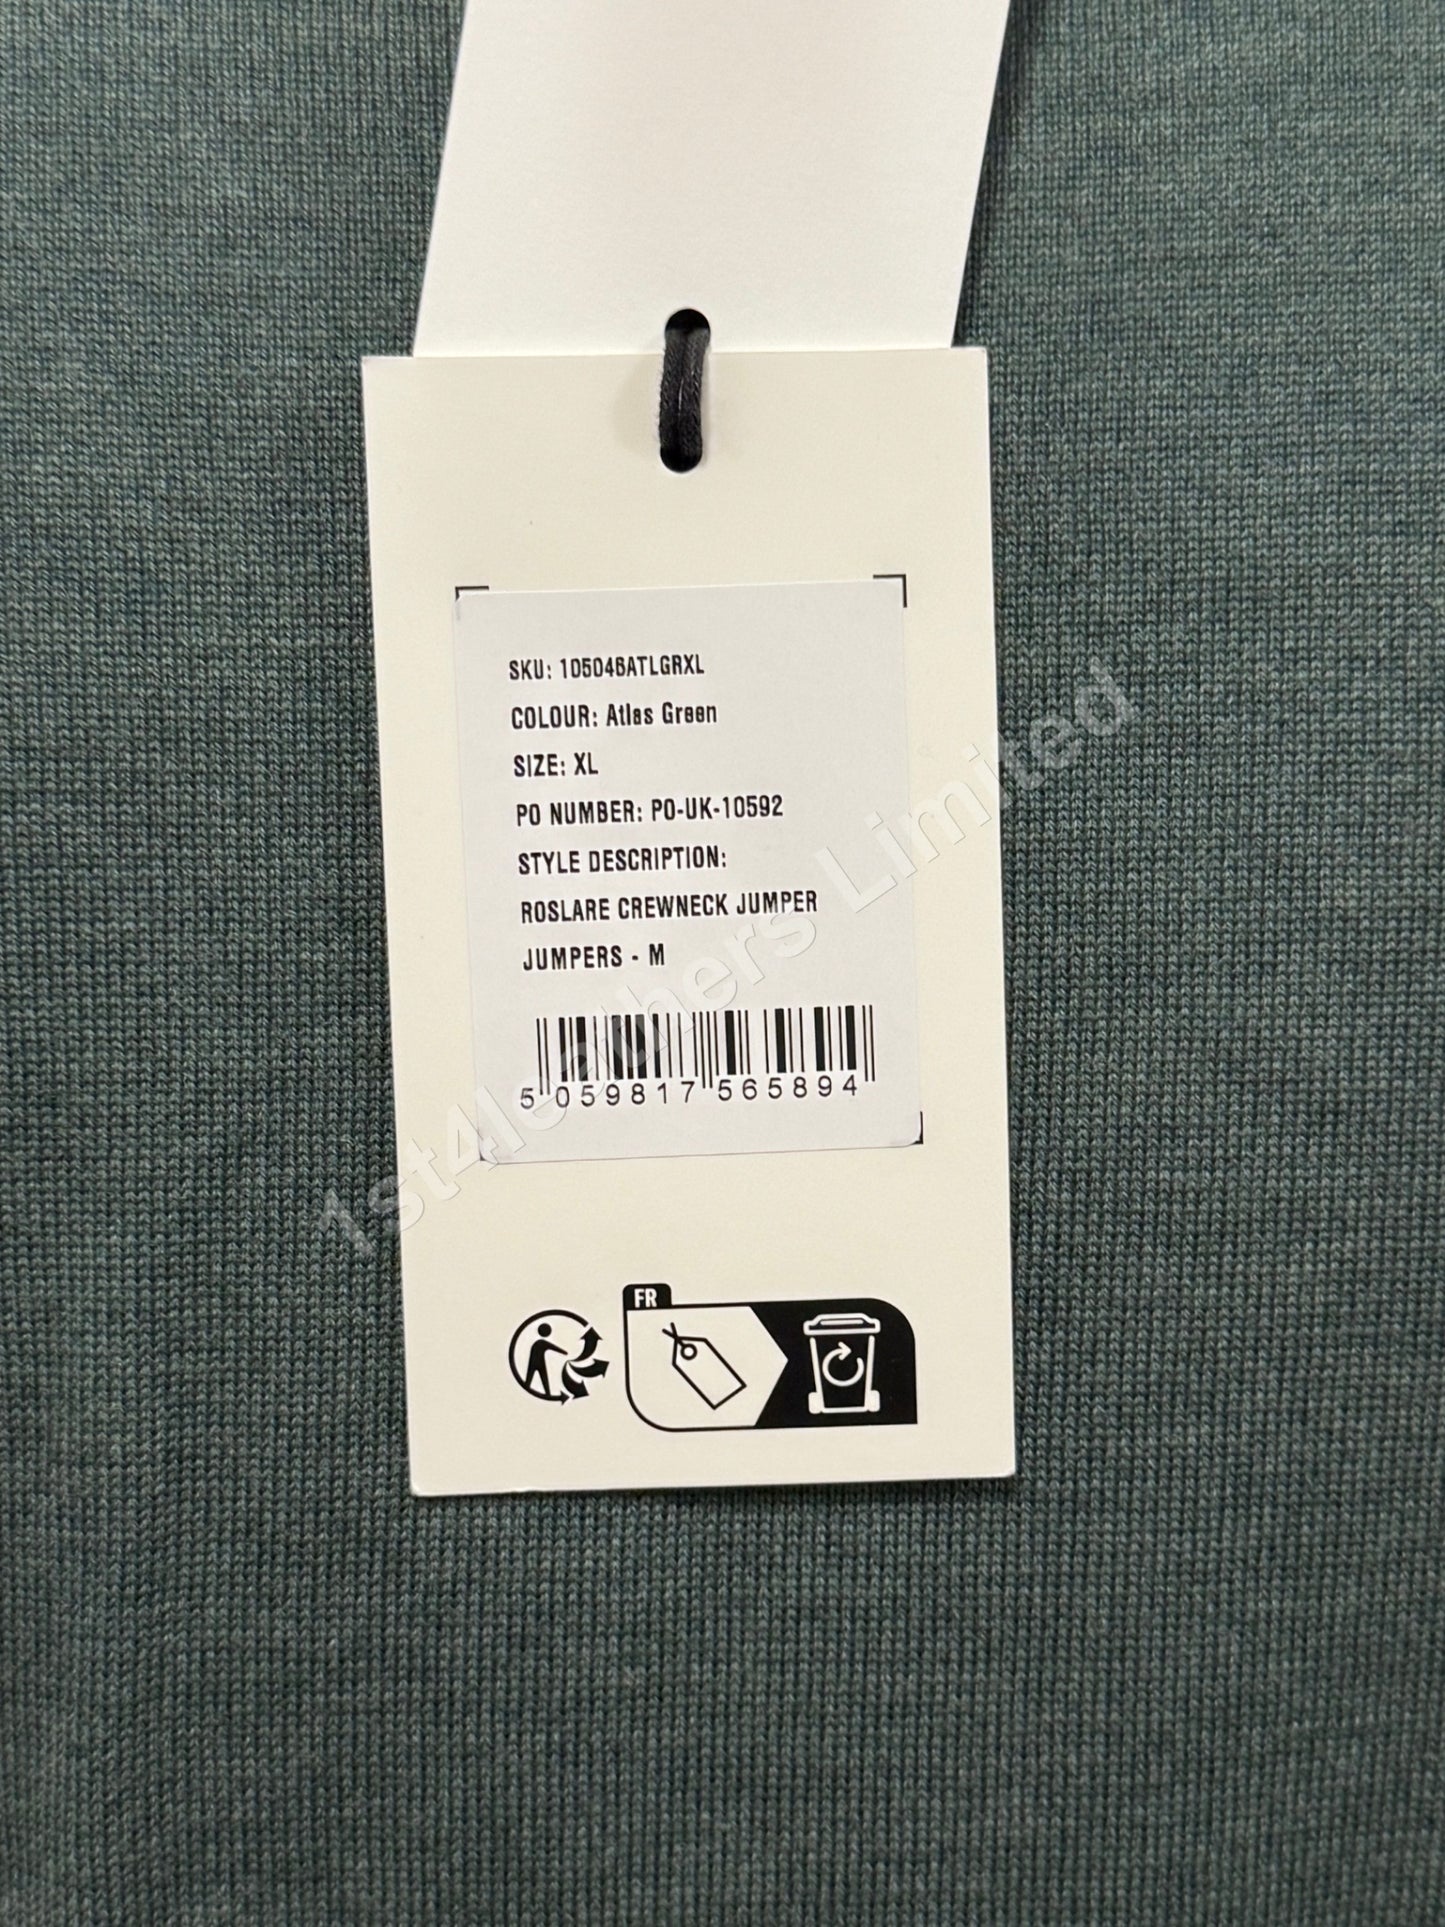 SKU: 105046ATLGRXL
COLOUR: Atlas Green
SIZE: XL
PO NUMBER: PO-UK-10592
STYLE DESCRIPTION:
ROSLARE CREWNECK JUMPER
JUMPERS - M
5 059817 565894
FR
1st4leathers Limited